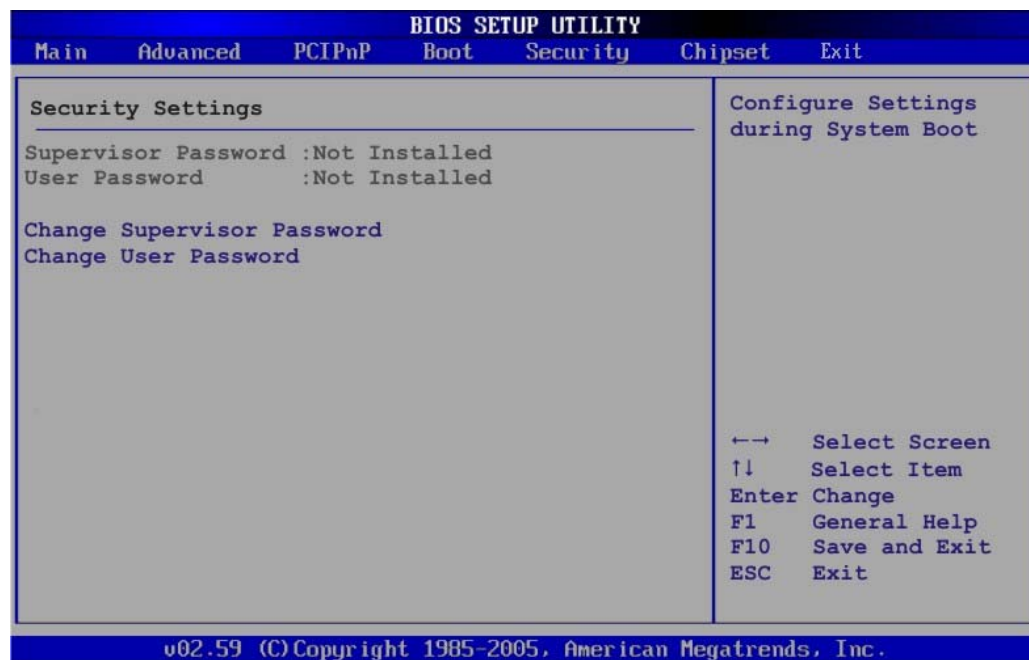 BIOS SETUP UTILITY
Main Advanced PCIPnP Boot Security Chipset Exit
Security Settings
Supervisor Password :Not Installed
User Password :Not Installed
Change Supervisor Password
Change User Password
Configure Settings
during System Boot
←→ Select Screen
↑↓ Select Item
Enter Change
F1 General Help
F10 Save and Exit
ESC Exit
v02.59 (C)Copyright 1985-2005, American Megatrends, Inc.